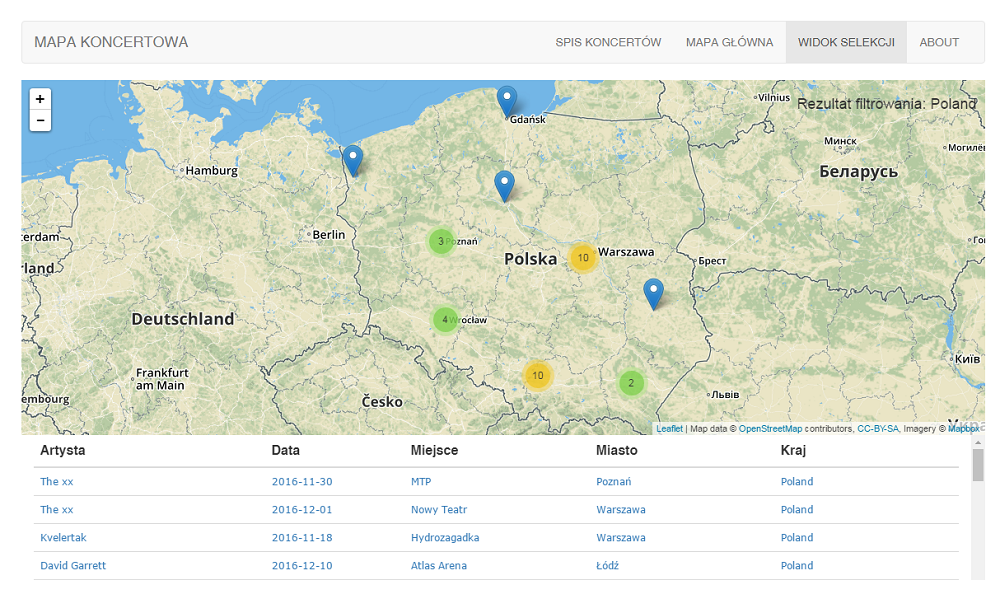 MAPA KONCERTOWA SPIS KONCERTÓW MAPA GŁÓWNA WIDOK SELEKCJI ABOUT
+
−
Gdańsk
Vilnius
Rezultat filtrowania: Poland
Минск
Могилёв
Hamburg
Беларусь
Berlin
terdam
3 Poznań
Polska
10
Warszawa
Брест
rland
Deutschland
4 Wrocław
Київ
Frankfurt
am Main
10
2
Львів
embourg
Česko
Leaflet | Map data © OpenStreetMap contributors, CC-BY-SA, Imagery © Mapbox
Artysta Data Miejsce Miasto Kraj
The xx 2016-11-30 MTP Poznań Poland
The xx 2016-12-01 Nowy Teatr Warszawa Poland
Kvelertak 2016-11-18 Hydrozagadka Warszawa Poland
David Garrett 2016-12-10 Atlas Arena Łódź Poland